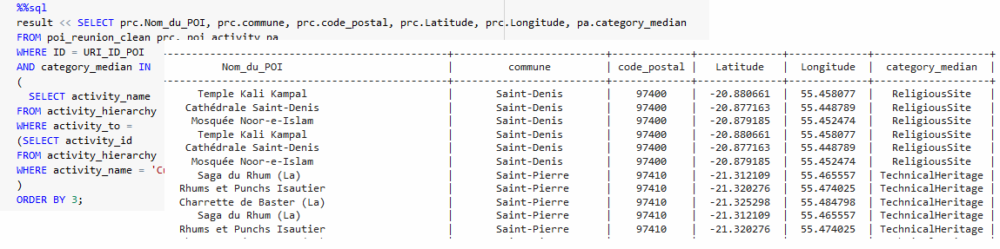 %%sql
result << SELECT prc.Nom_du_POI, prc.commune, prc.code_postal, prc.Latitude, prc.Longitude, pa.category_median
FROM poi_reunion_clean prc, poi_activity pa
WHERE ID = URI_ID_POI
AND category_median IN
(
SELECT activity_name
FROM activity_hierarchy
WHERE activity_to =
(SELECT activity_id
FROM activity_hierarchy
WHERE activity_name =
)
ORDER BY 3;
Nom_du_POI | commune | code_postal | Latitude | Longitude | category_median |
Temple Kali Kampal | Saint-Denis | 97400 | -20.880661 | 55.458077 | ReligiousSite |
Cathédrale Saint-Denis | Saint-Denis | 97400 | -20.877163 | 55.448789 | ReligiousSite |
Mosquée Noor-e-Islam | Saint-Denis | 97400 | -20.879185 | 55.452474 | ReligiousSite |
Temple Kali Kampal | Saint-Denis | 97400 | -20.880661 | 55.458077 | ReligiousSite |
Cathédrale Saint-Denis | Saint-Denis | 97400 | -20.877163 | 55.448789 | ReligiousSite |
Mosquée Noor-e-Islam | Saint-Denis | 97400 | -20.879185 | 55.452474 | ReligiousSite |
Saga du Rhum (La) | Saint-Pierre | 97410 | -21.312109 | 55.465557 | TechnicalHeritage |
Rhums et Punchs Isautier | Saint-Pierre | 97410 | -21.320276 | 55.474025 | TechnicalHeritage |
Charrette de Baster (La) | Saint-Pierre | 97410 | -21.325298 | 55.484798 | TechnicalHeritage |
Saga du Rhum (La) | Saint-Pierre | 97410 | -21.312109 | 55.465557 | TechnicalHeritage |
Rhums et Punchs Isautier | Saint-Pierre | 97410 | -21.320276 | 55.474025 | TechnicalHeritage |